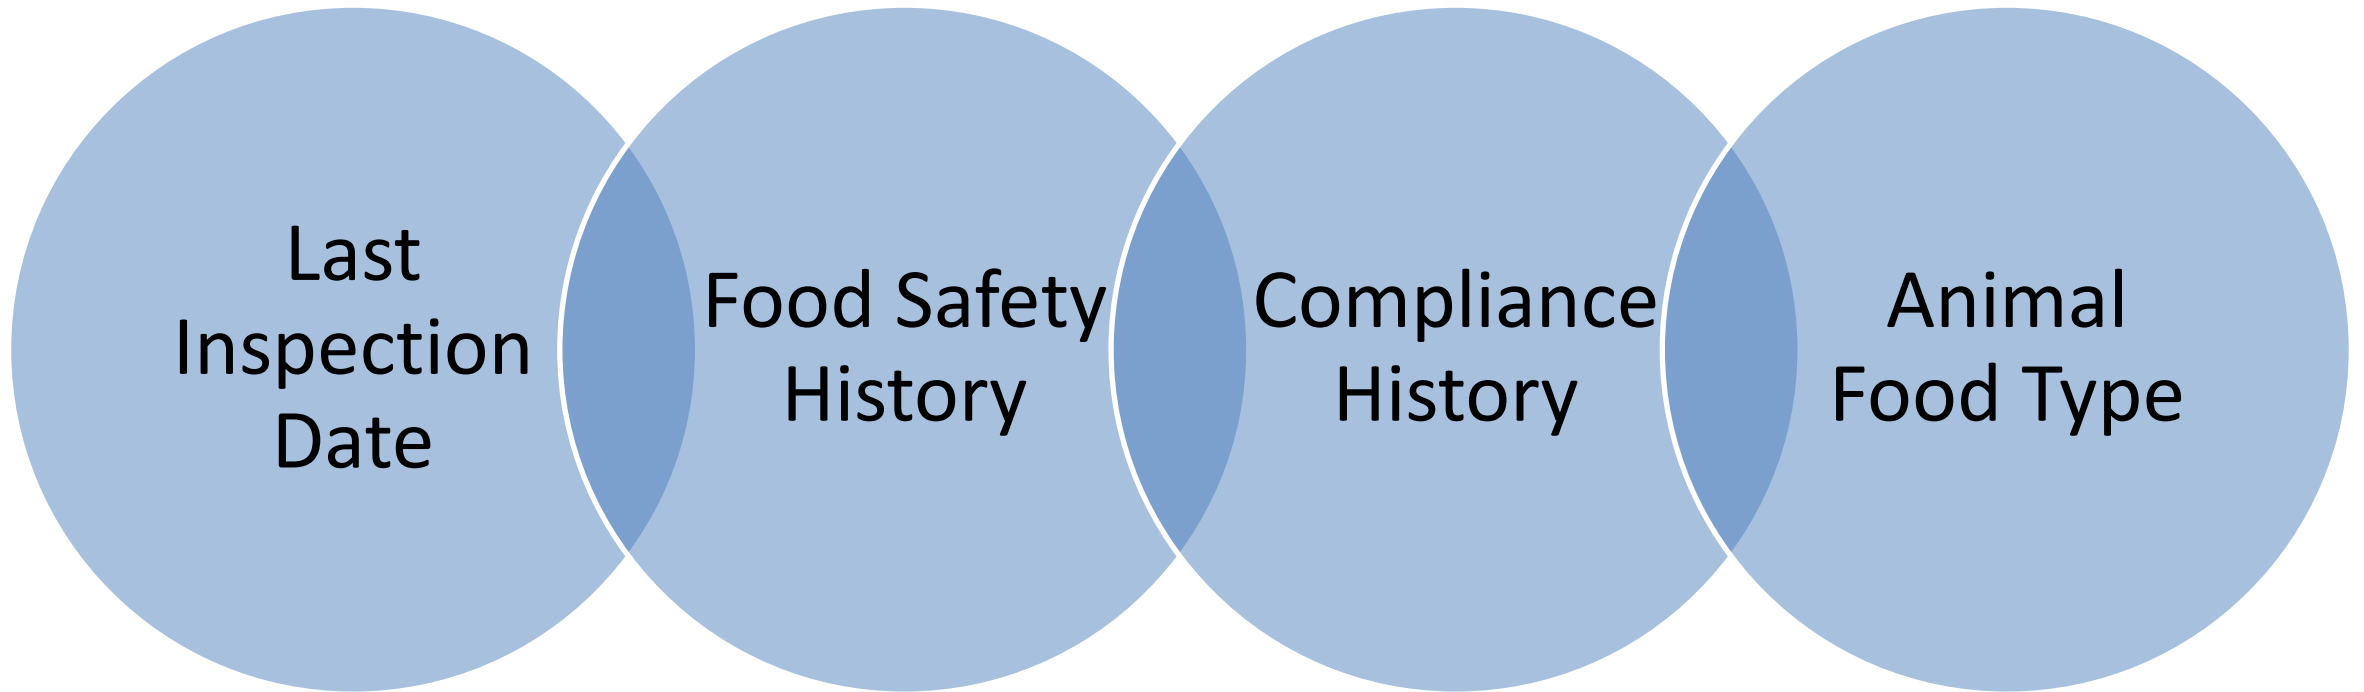 Last
Inspection
Date
Food Safety
History
Compliance
History
Animal
Food Type